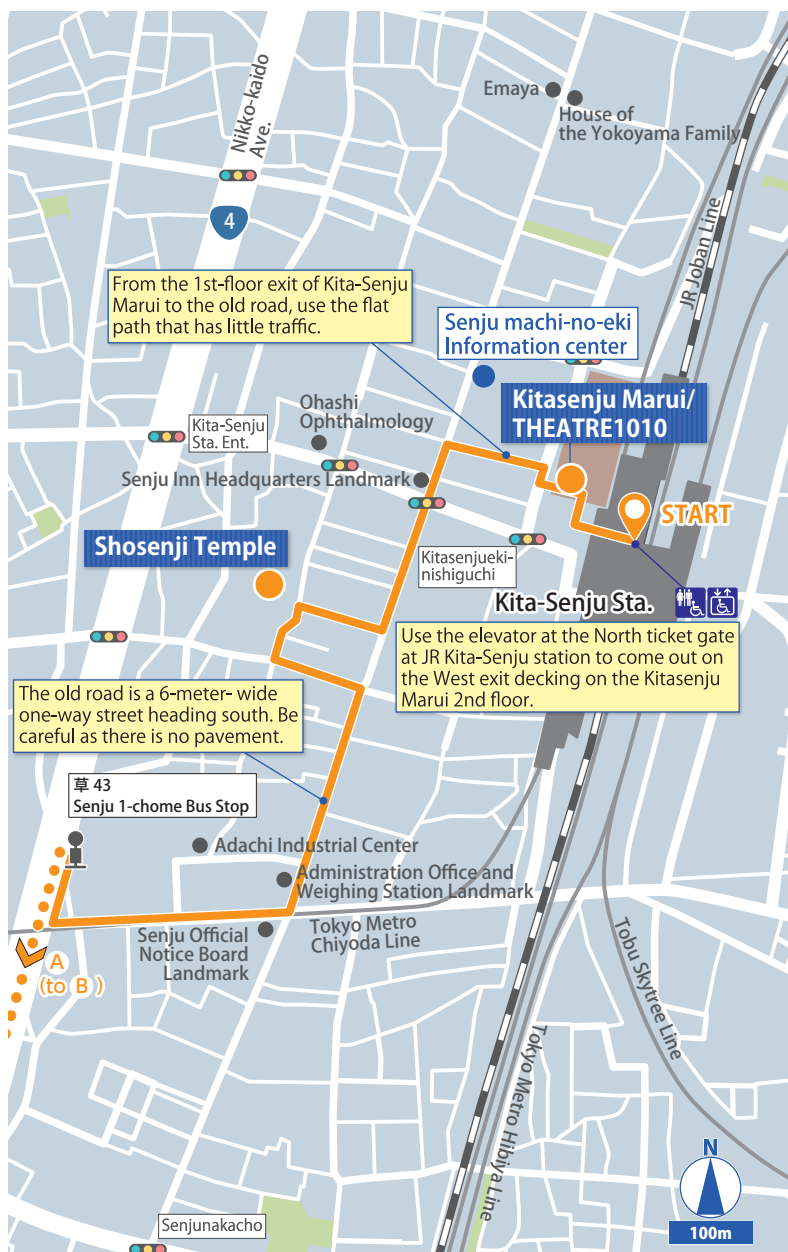 Emaya
House of
the Yokoyama Family
Nikko-kaido
Ave.
4
JR Joban Line
From the 1st-floor exit of Kita-Senju
Marui to the old road, use the flat
path that has little traffic.
Senju machi-no-eki
Information center
Kitasenju Marui/
THEATRE1010
Ohashi
Ophthalmology
Kita-Senju
Sta. Ent.
Senju Inn Headquarters Landmark
START
Shosenji Temple
Kitasenjueki-
nishiguchi
Kita-Senju Sta.
Use the elevator at the North ticket gate
at JR Kita-Senju station to come out on
the West exit decking on the Kitasenju
Marui 2nd floor.
The old road is a 6-meter- wide
one-way street heading south. Be
careful as there is no pavement.
草 43
Senju 1-chome Bus Stop
Adachi Industrial Center
Administration Office and
Weighing Station Landmark
Tokyo Metro
Chiyoda Line
Senju Official
Notice Board
Landmark
A
(to B )
Tobu Skytree Line
Tokyo Metro Hibiya Line
Senjunakacho
N
100m